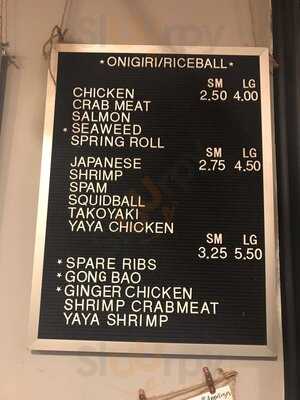 *ONIGIRI/RICEBALL*
SM LG
CHICKEN 2.50 4.00
CRAB MEAT
SALMON
*SEAWEED
SPRING ROLL
SM LG
JAPANESE 2.75 4.50
SHRIMP
SPAM
SQUIDBALL
TAKOYAKI
YAYA CHICKEN
SM LG
3.25 5.50
*SPARE RIBS
*GONG BAO
*GINGER CHICKEN
SHRIMP CRABMEAT
YAYA SHRIMP